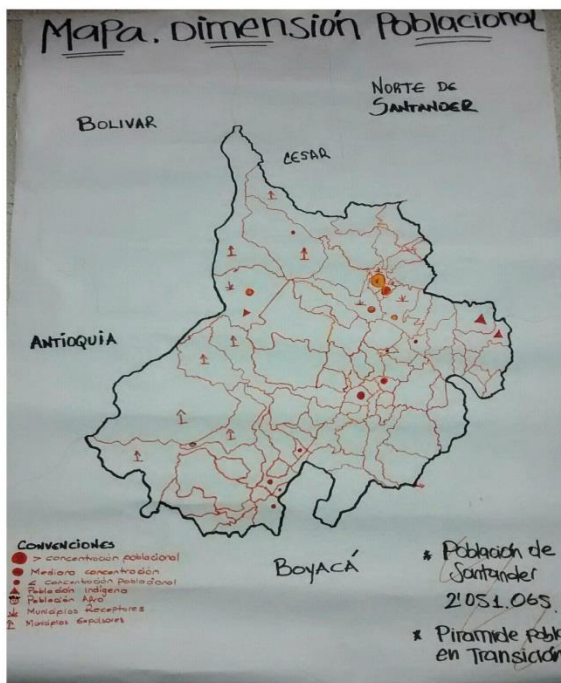 Mapa. Dimensión Poblacional
NORTE DE
SANTANDER
BOLIVAR
CESAR
ANTIOQUIA
BOYACÁ
CONVENCIONES
> concentración poblacional
Mediana concentración
≤ concentración poblacional
Población Indígena
Población Afro
Municipios Receptores
Municipios Expulsores
* Población de
Santander
2'051.065.
* Piramide Pobl
en Transición